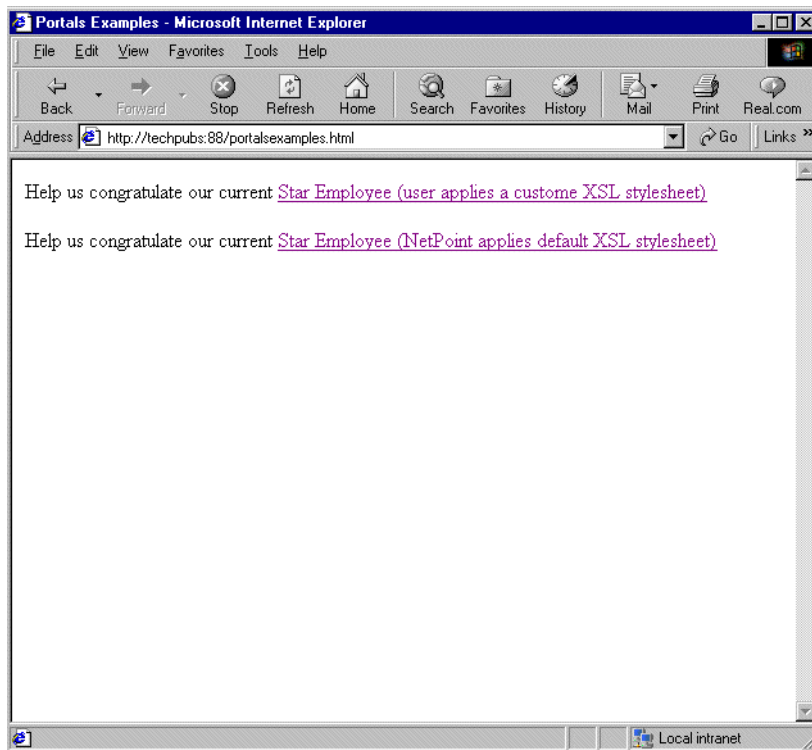 Portals Examples - Microsoft Internet Explorer
File Edit View Favorites Tools Help
Back Forward Stop Refresh Home Search Favorites History Mail Print Real.com
Address http://techpubs:88/portalsexamples.html Go Links »
Help us congratulate our current Star Employee (user applies a custome XSL stylesheet)
Help us congratulate our current Star Employee (NetPoint applies default XSL stylesheet)
Local intranet